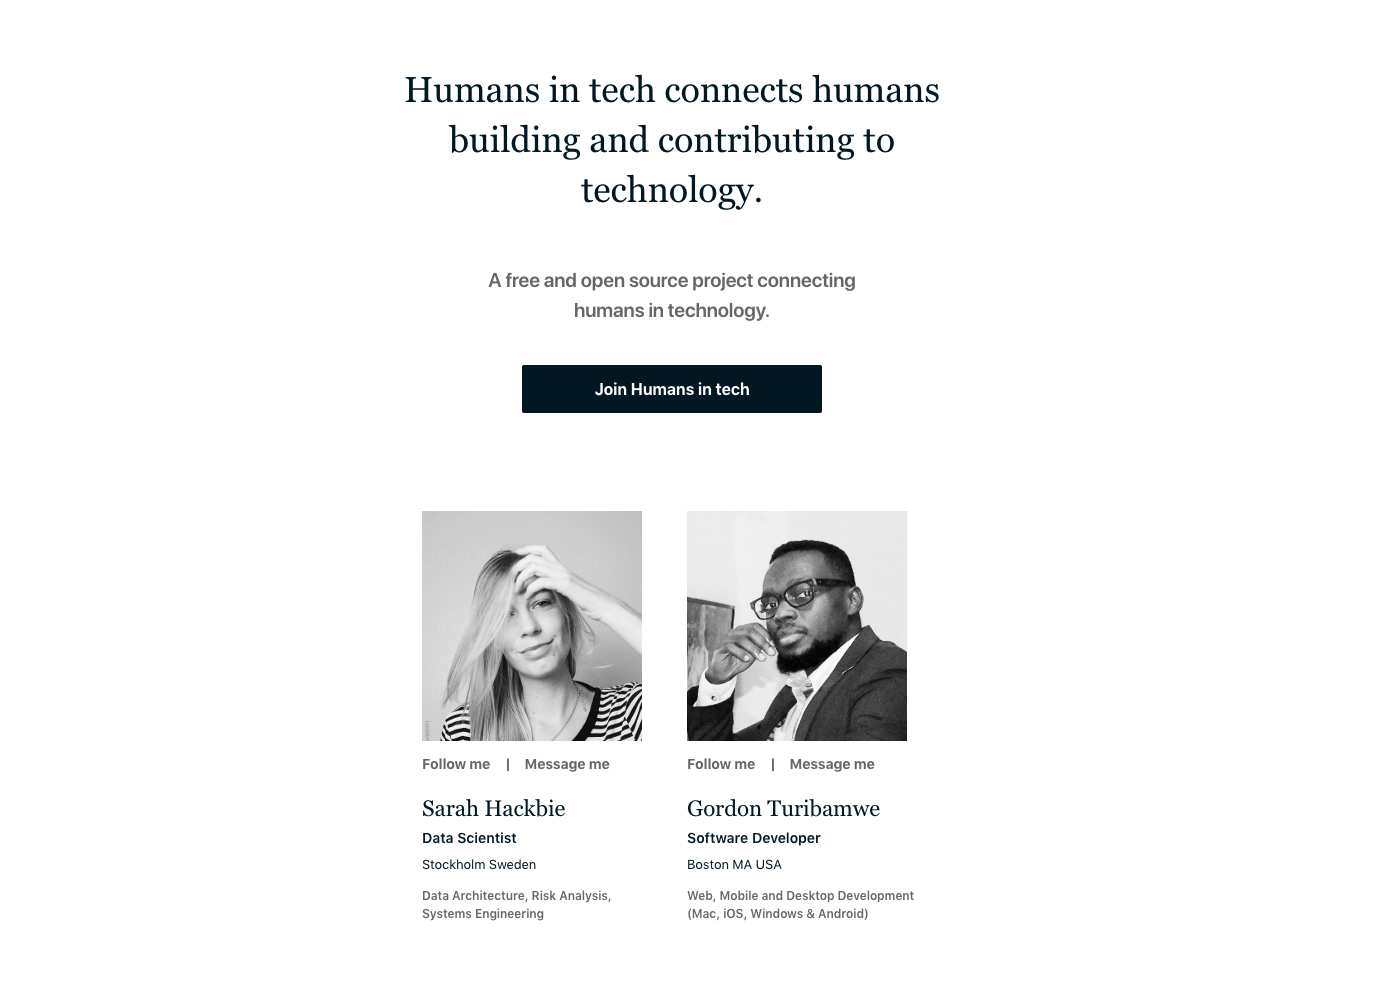 Humans in tech connects humans
building and contributing to
technology.
A free and open source project connecting
humans in technology.
Join Humans in tech
Follow me | Message me
Sarah Hackbie
Data Scientist
Stockholm Sweden
Data Architecture, Risk Analysis,
Systems Engineering
Follow me | Message me
Gordon Turibamwe
Software Developer
Boston MA USA
Web, Mobile and Desktop Development
(Mac, iOS, Windows & Android)